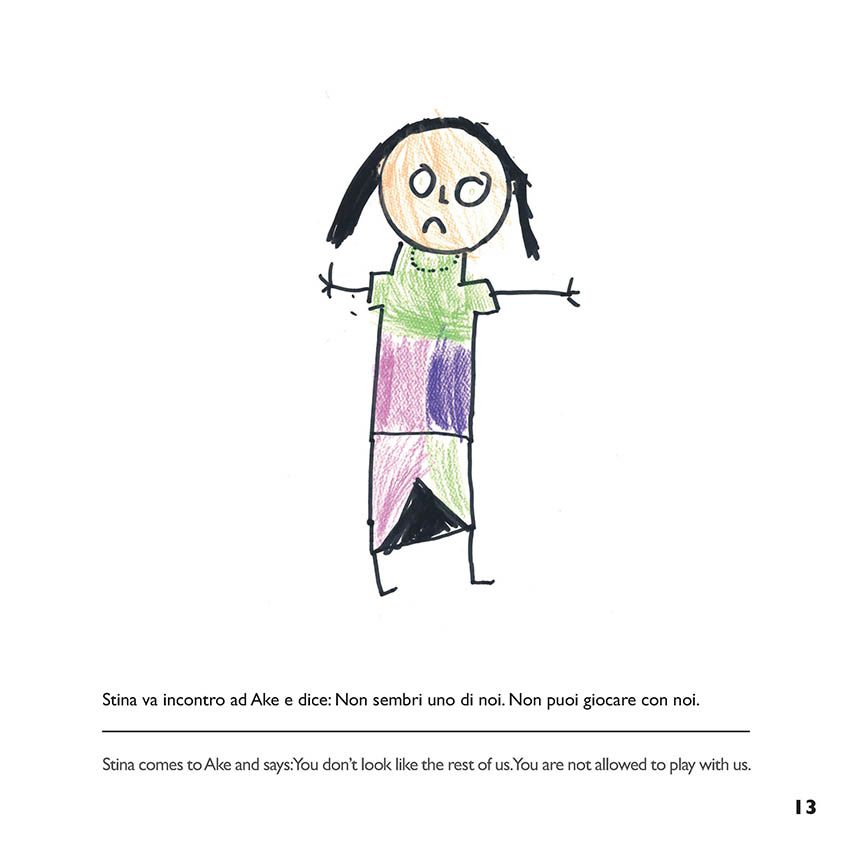 Stina va incontro ad Ake e dice: Non sembri uno di noi. Non puoi giocare con noi.
Stina comes to Ake and says:You don’t look like the rest of us.You are not allowed to play with us.
13